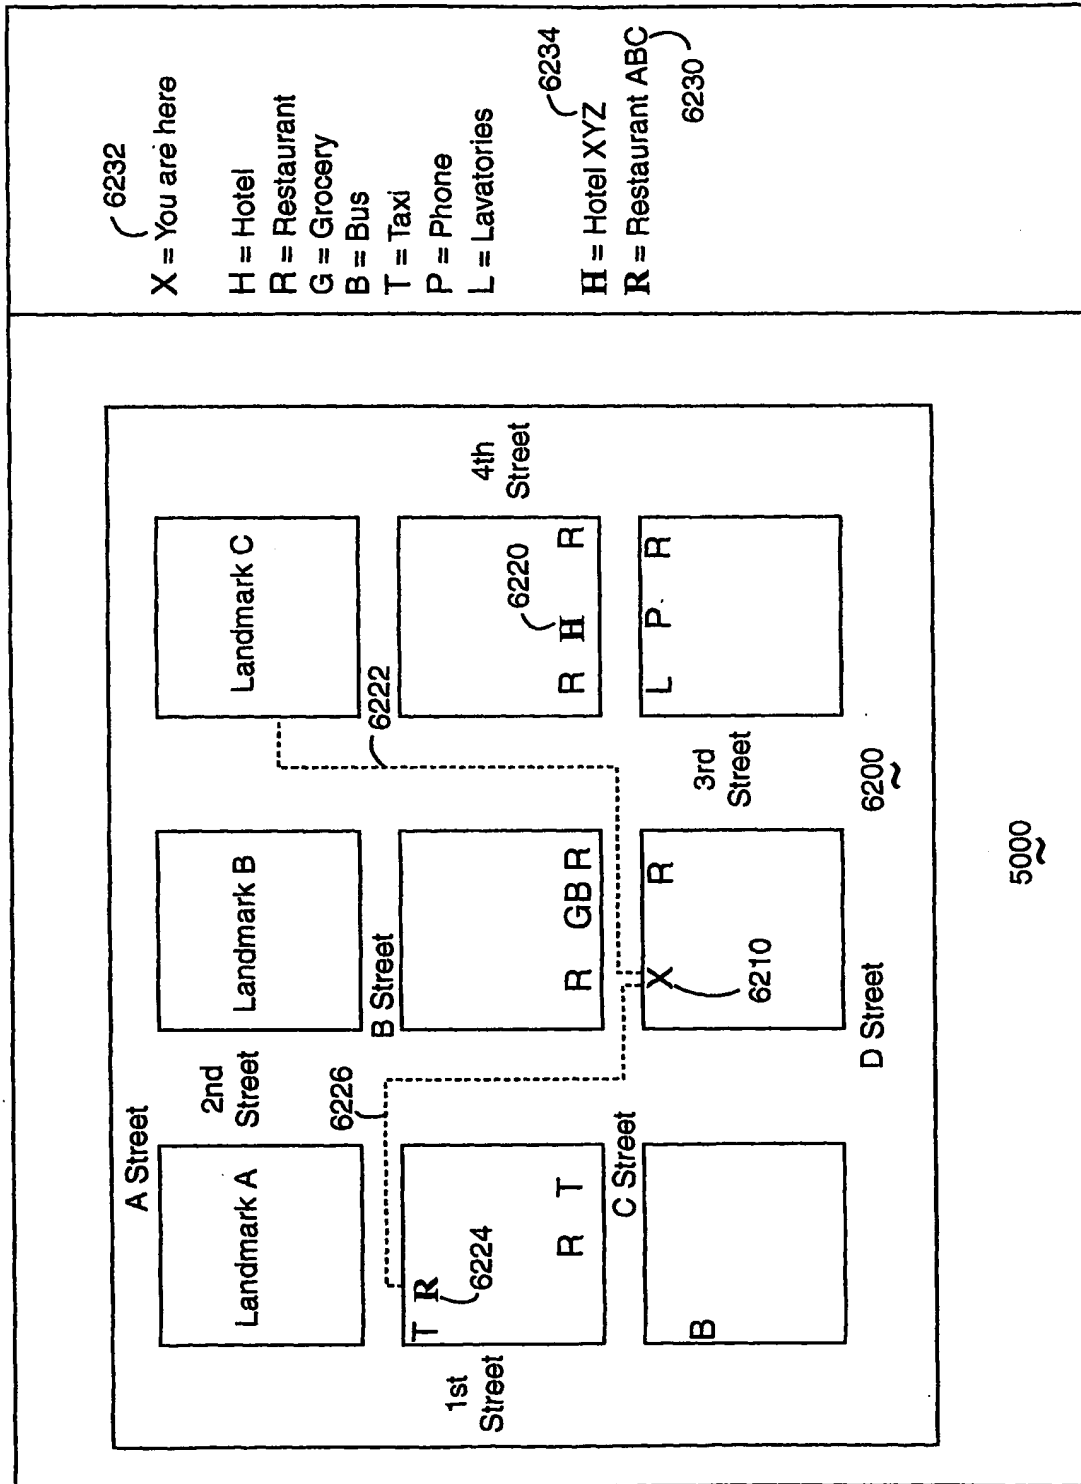 A Street
Landmark A
2nd
Street
Landmark B
Landmark C
B Street
6226
6222
1st
Street
T R
6224
R T
R GB R
6220
R H R
4th
Street
C Street
B
X R
6210
L P R
3rd
Street
D Street
6200
5000
6232
X = You are here
H = Hotel
R = Restaurant
G = Grocery
B = Bus
T = Taxi
P = Phone
L = Lavatories
6234
H = Hotel XYZ
R = Restaurant ABC
6230